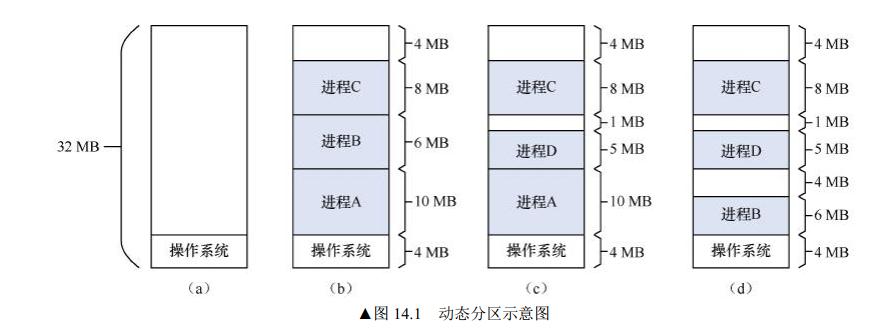 32 MB
操作系统
(a)
4 MB
进程C
8 MB
进程B
6 MB
进程A
10 MB
操作系统
4 MB
(b)
4 MB
进程C
8 MB
1 MB
进程D
5 MB
进程A
10 MB
操作系统
4 MB
(c)
4 MB
进程C
8 MB
1 MB
进程D
5 MB
4 MB
进程B
6 MB
操作系统
4 MB
(d)
▲图 14.1 动态分区示意图